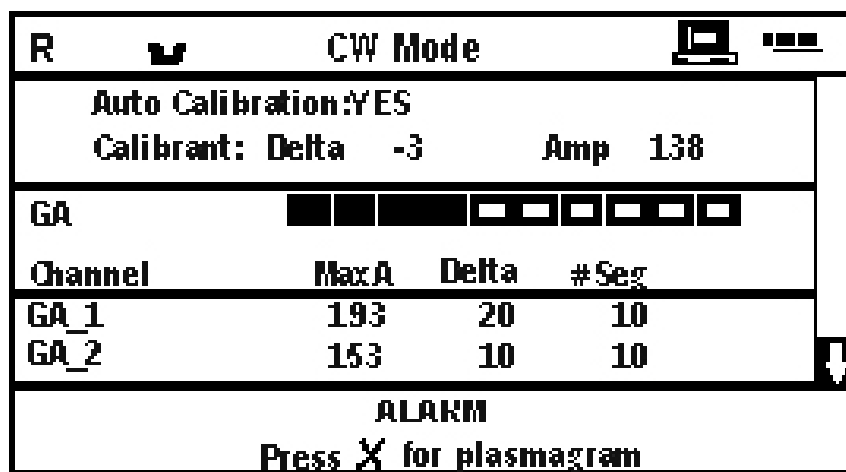 R CW Mode
Auto Calibration:YES
Calibrant: Delta -3 Amp 138
GA
Channel MaxA Delta #Seg
GA_1 193 20 10
GA_2 153 10 10
ALARM
Press X for plasmagram